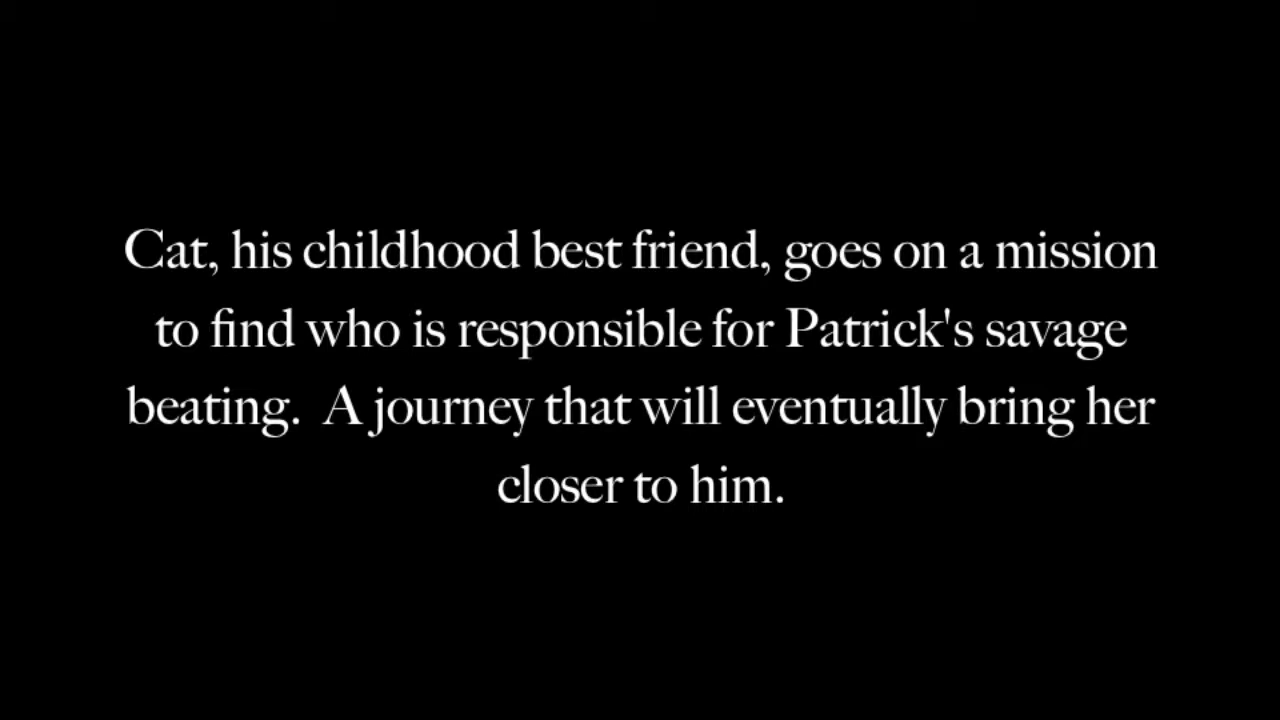 Cat, his childhood best friend, goes on a mission
to find who is responsible for Patrick's savage
beating.  A journey that will eventually bring her
closer to him.